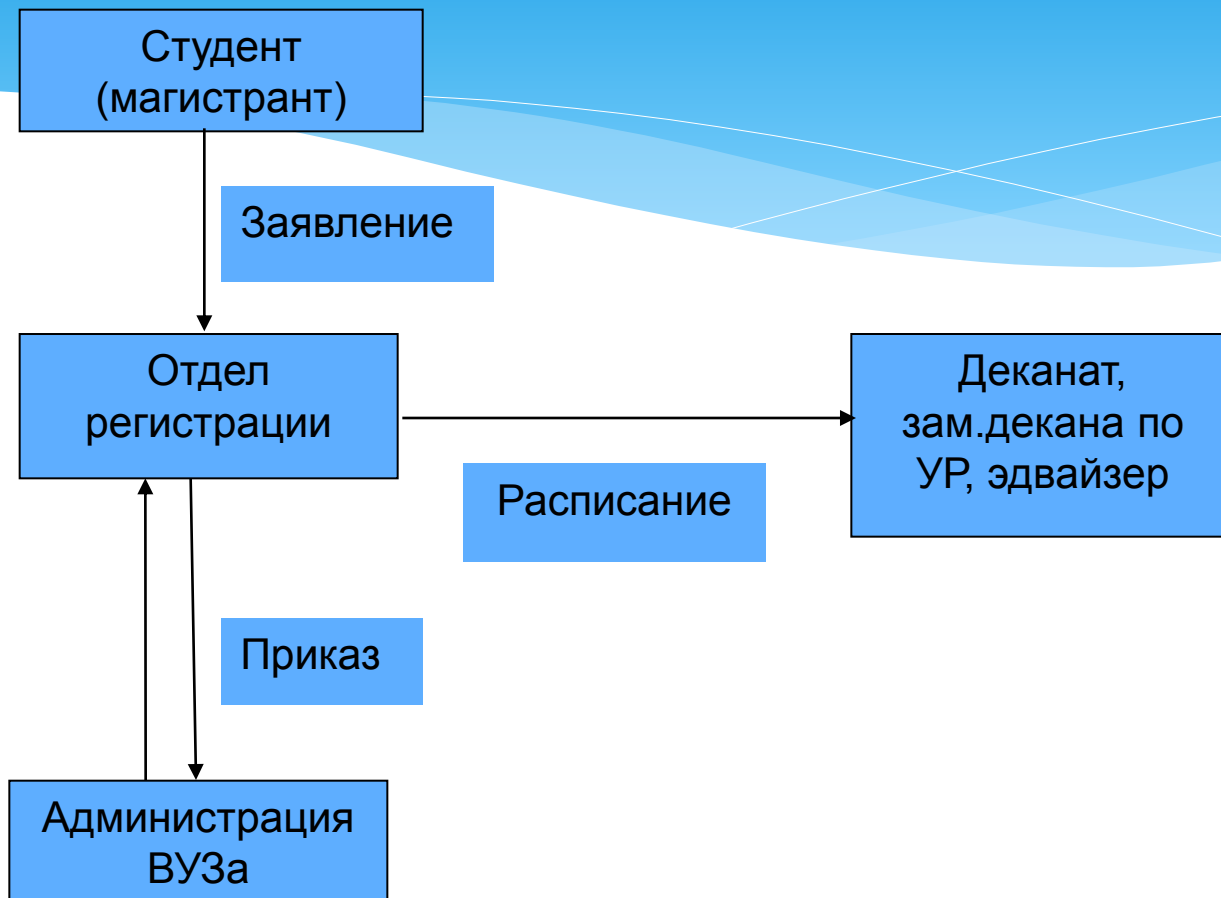 Студент
(магистрант)
Заявление
Отдел
регистрации
Деканат,
зам.декана по
УР, эдвайзер
Расписание
Приказ
Администрация
ВУЗа